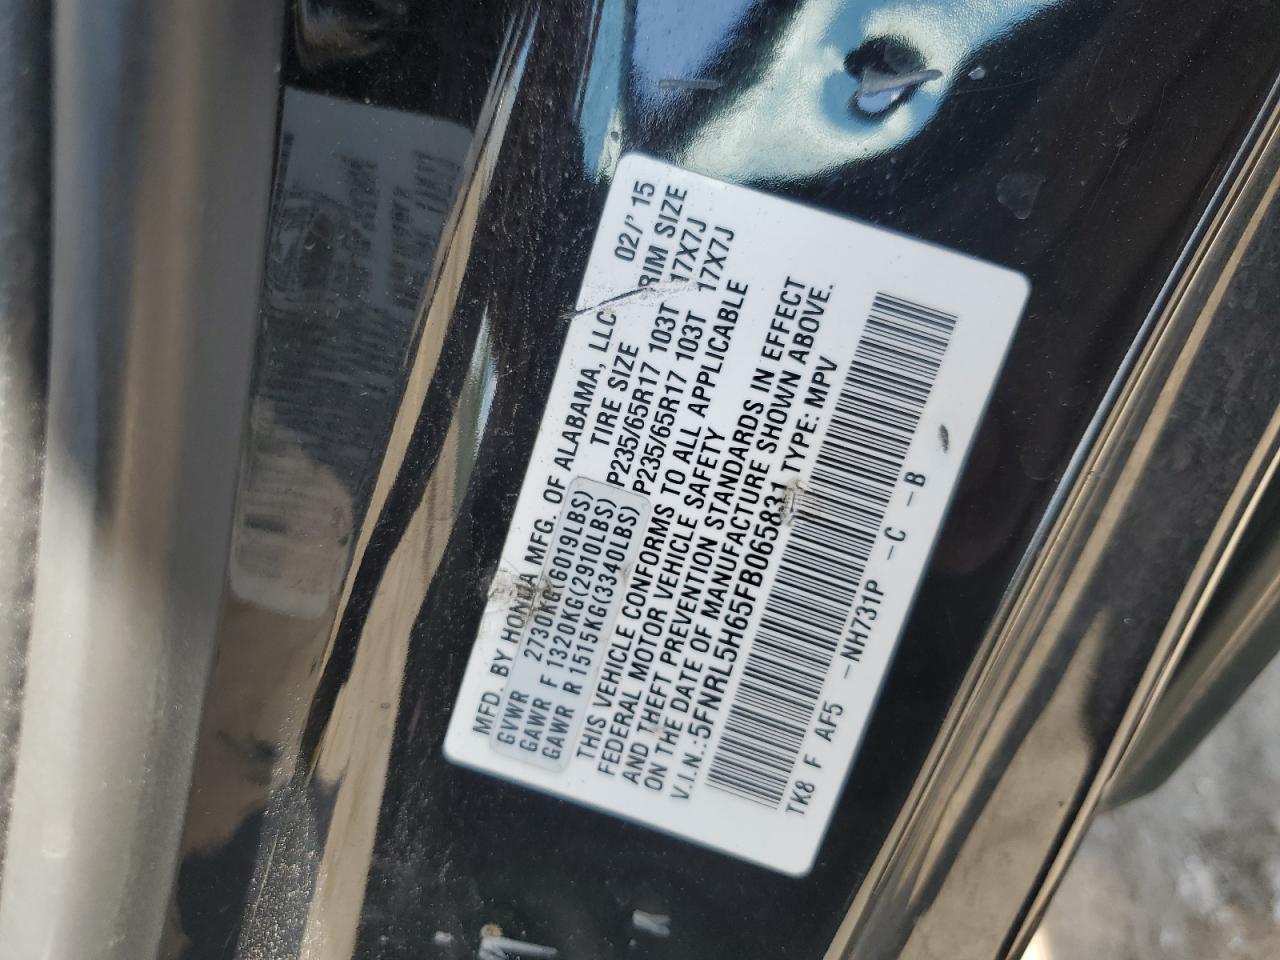 MFD. BY HONDA MFG. OF ALABAMA, LLC 02/' 15
TIRE SIZE RIM SIZE
GVWR 2730KG(6019LBS)
GAWR F 1320KG(2910LBS) P235/65R17 103T 17X7J
GAWR R 1515KG(3340LBS) P235/65R17 103T 17X7J
THIS VEHICLE CONFORMS TO ALL APPLICABLE
FEDERAL MOTOR VEHICLE SAFETY
AND THEFT PREVENTION STANDARDS IN EFFECT
ON THE DATE OF MANUFACTURE SHOWN ABOVE.
V.I.N.:5FNRL5H65FB065831 TYPE: MPV
TK8 F AF5 -NH731P -C -B